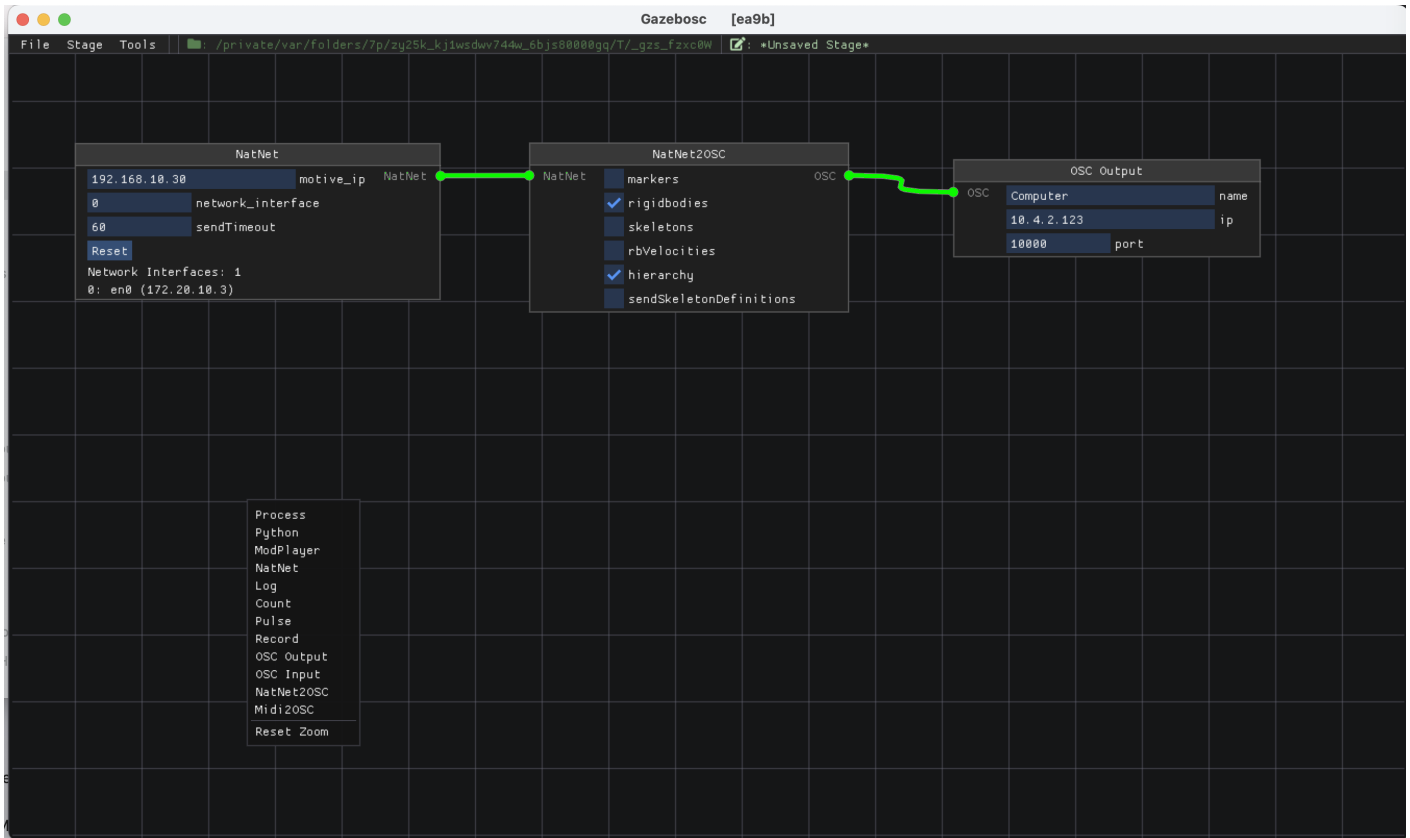 Gazebosc [ea9b]
File Stage Tools : /private/var/folders/7p/zy25k_kj1wsdwv744w_6bjs80000gq/T/_gzs_fzxc0W : *Unsaved Stage*
NatNet
192.168.10.30 motive_ip NatNet
0 network_interface
60 sendTimeout
Reset
Network Interfaces: 1
0: en0 (172.20.10.3)
NatNet2OSC
NatNet markers OSC
rigidbodies
skeletons
rbVelocities
hierarchy
sendSkeletonDefinitions
OSC Output
OSC Computer name
10.4.2.123 ip
10000 port
Process
Python
ModPlayer
NatNet
Log
Count
Pulse
Record
OSC Output
OSC Input
NatNet2OSC
Midi2OSC
Reset Zoom